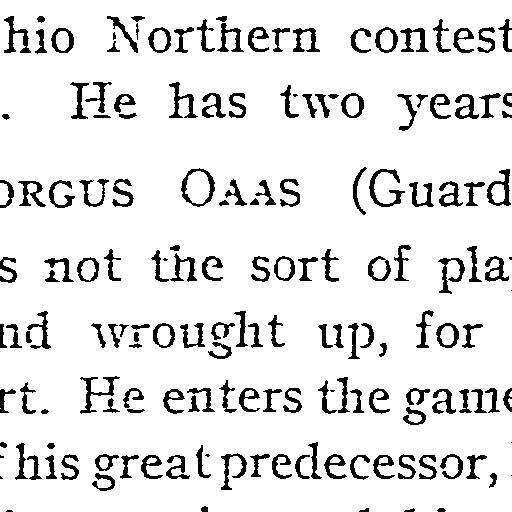 hio Northern contest
. He has two years
ORGUS OAAS (Guard
s not the sort of play
nd wrought up, for
rt. He enters the game
f his great predecessor,